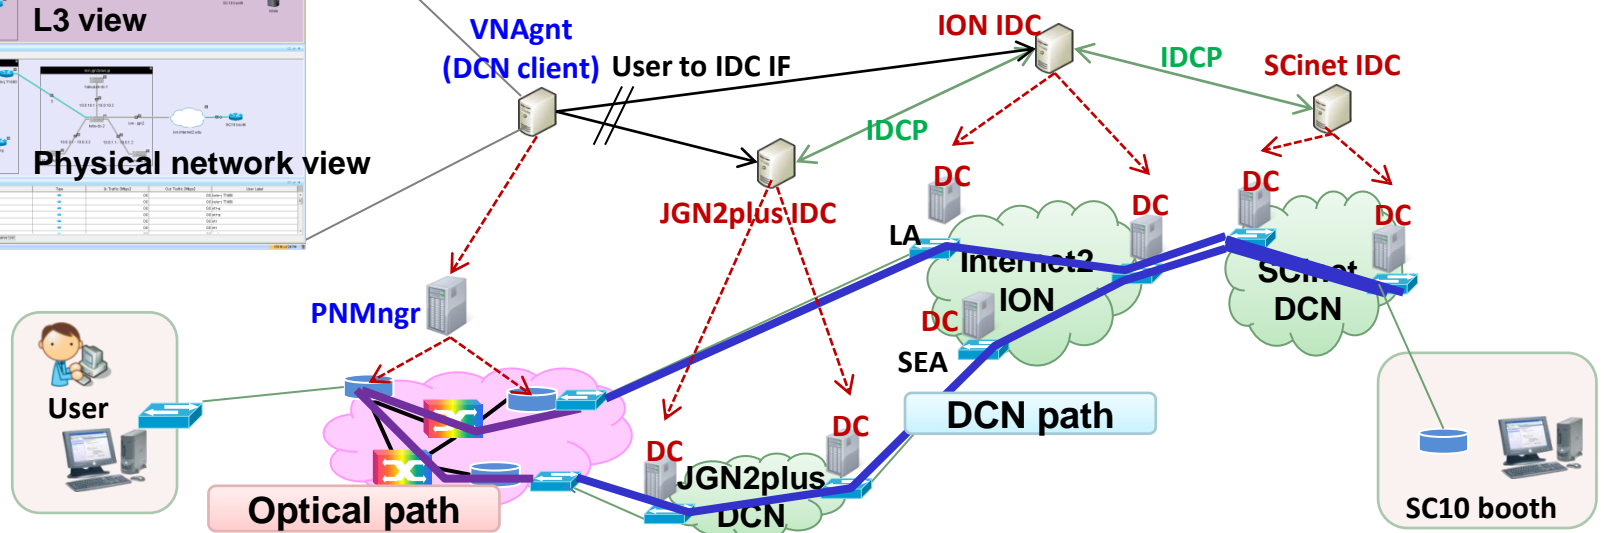 L3 view
Physical network view
VNAgnt
(DCN client)
User to IDC IF
ION IDC
IDCP
SCinet IDC
IDCP
JGN2plus IDC
DC
DC
DC
DC
LA
Internet2
ION
SCinet
DCN
PNMngr
DC
SEA
User
DCN path
DC
DC
JGN2plus
DCN
Optical path
SC10 booth